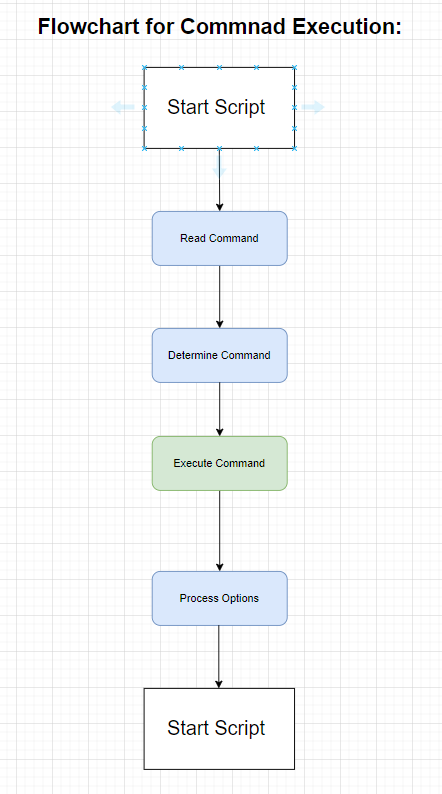 Flowchart for Commnad Execution:
Start Script
Read Command
Determine Command
Execute Command
Process Options
Start Script